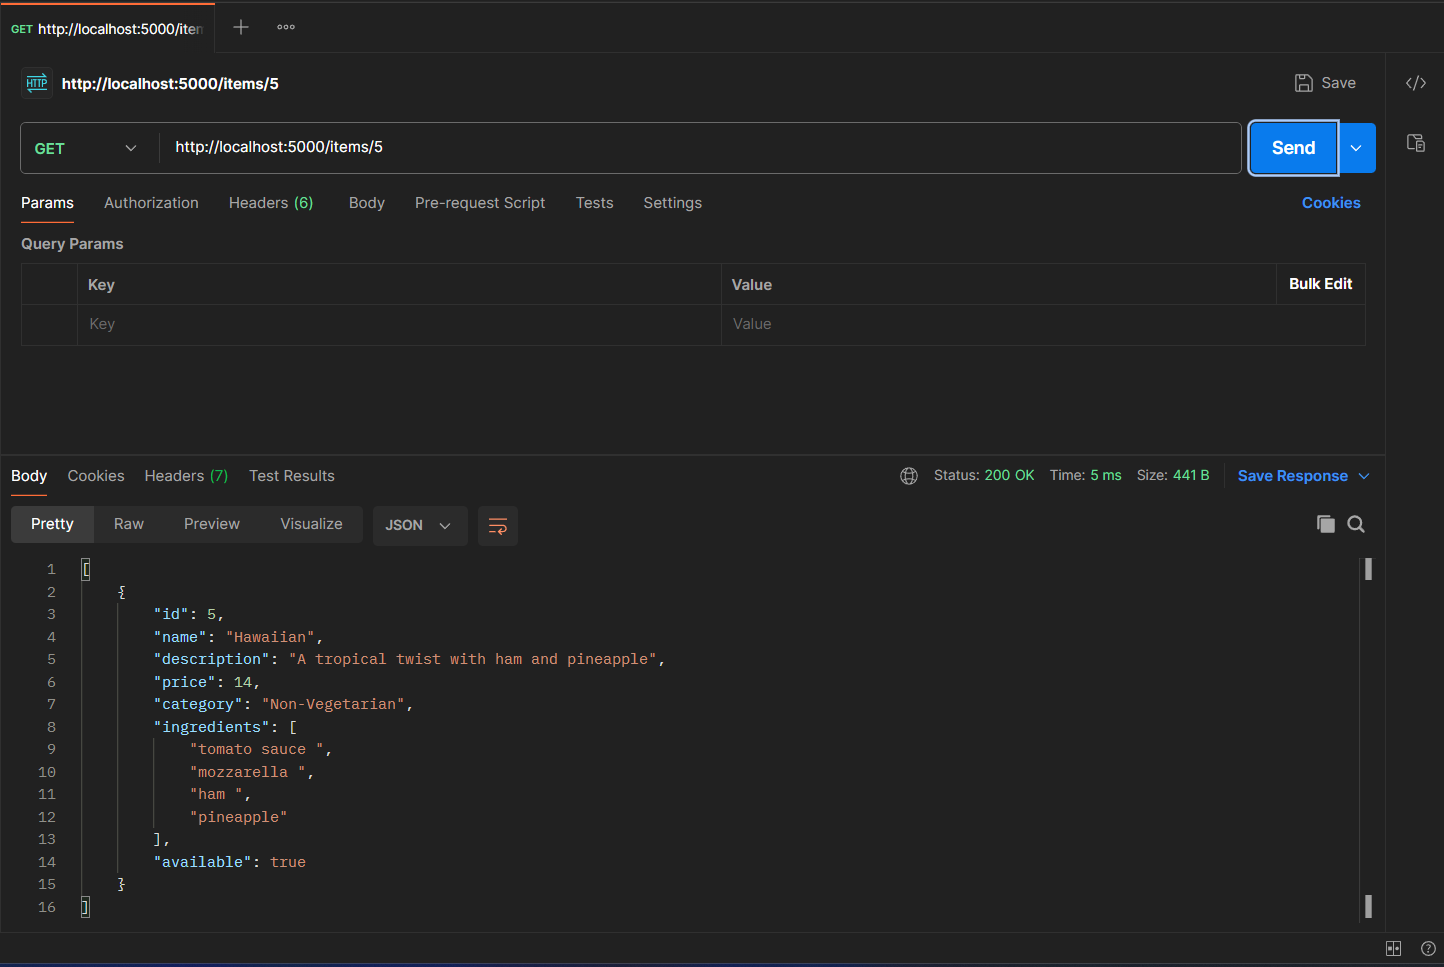 GET http://localhost:5000/iten
HTTP http://localhost:5000/items/5
Save
GET http://localhost:5000/items/5
Send
Params Authorization Headers (6) Body Pre-request Script Tests Settings Cookies
Query Params
Key Value Bulk Edit
Key Value
Body Cookies Headers (7) Test Results Status: 200 OK Time: 5 ms Size: 441 B Save Response
Pretty Raw Preview Visualize JSON
1 [
2 {
3 "id": 5,
4 "name": "Hawaiian",
5 "description": "A tropical twist with ham and pineapple",
6 "price": 14,
7 "category": "Non-Vegetarian",
8 "ingredients": [
9 "tomato sauce ",
10 "mozzarella ",
11 "ham ",
12 "pineapple"
13 ],
14 "available": true
15 }
16 ]